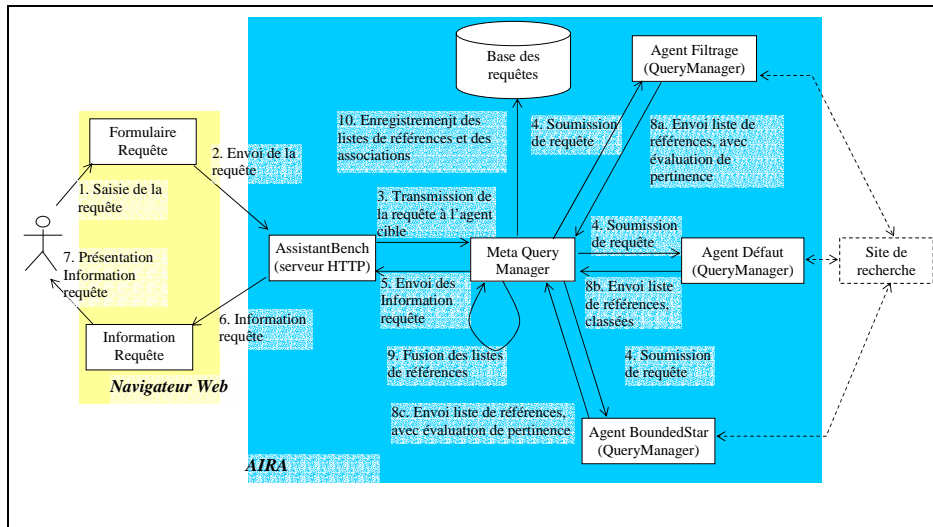 Base des
requêtes
Agent Filtrage
(QueryManager)
Formulaire
Requête
10. Enregistremenjt des
listes de références et des
associations
4. Soumission
de requête
8a. Envoi liste de
références, avec
évaluation de
pertinence
2. Envoi de la
requête
1. Saisie de la
requête
3. Transmission de
la requête à l'agent
cible
4. Soumission
de requête
AssistantBench
(serveur HTTP)
Meta Query
Manager
Agent Défaut
(QueryManager)
Site de
recherche
7. Présentation
Information
requête
5. Envoi des
Information
requête
8b. Envoi liste
de références,
classées
6. Information
requête
Information
Requête
9. Fusion des listes
de références
4. Soumission
de requête
Navigateur Web
8c. Envoi liste de références,
avec évaluation de pertinence
Agent BoundedStar
(QueryManager)
AIRA